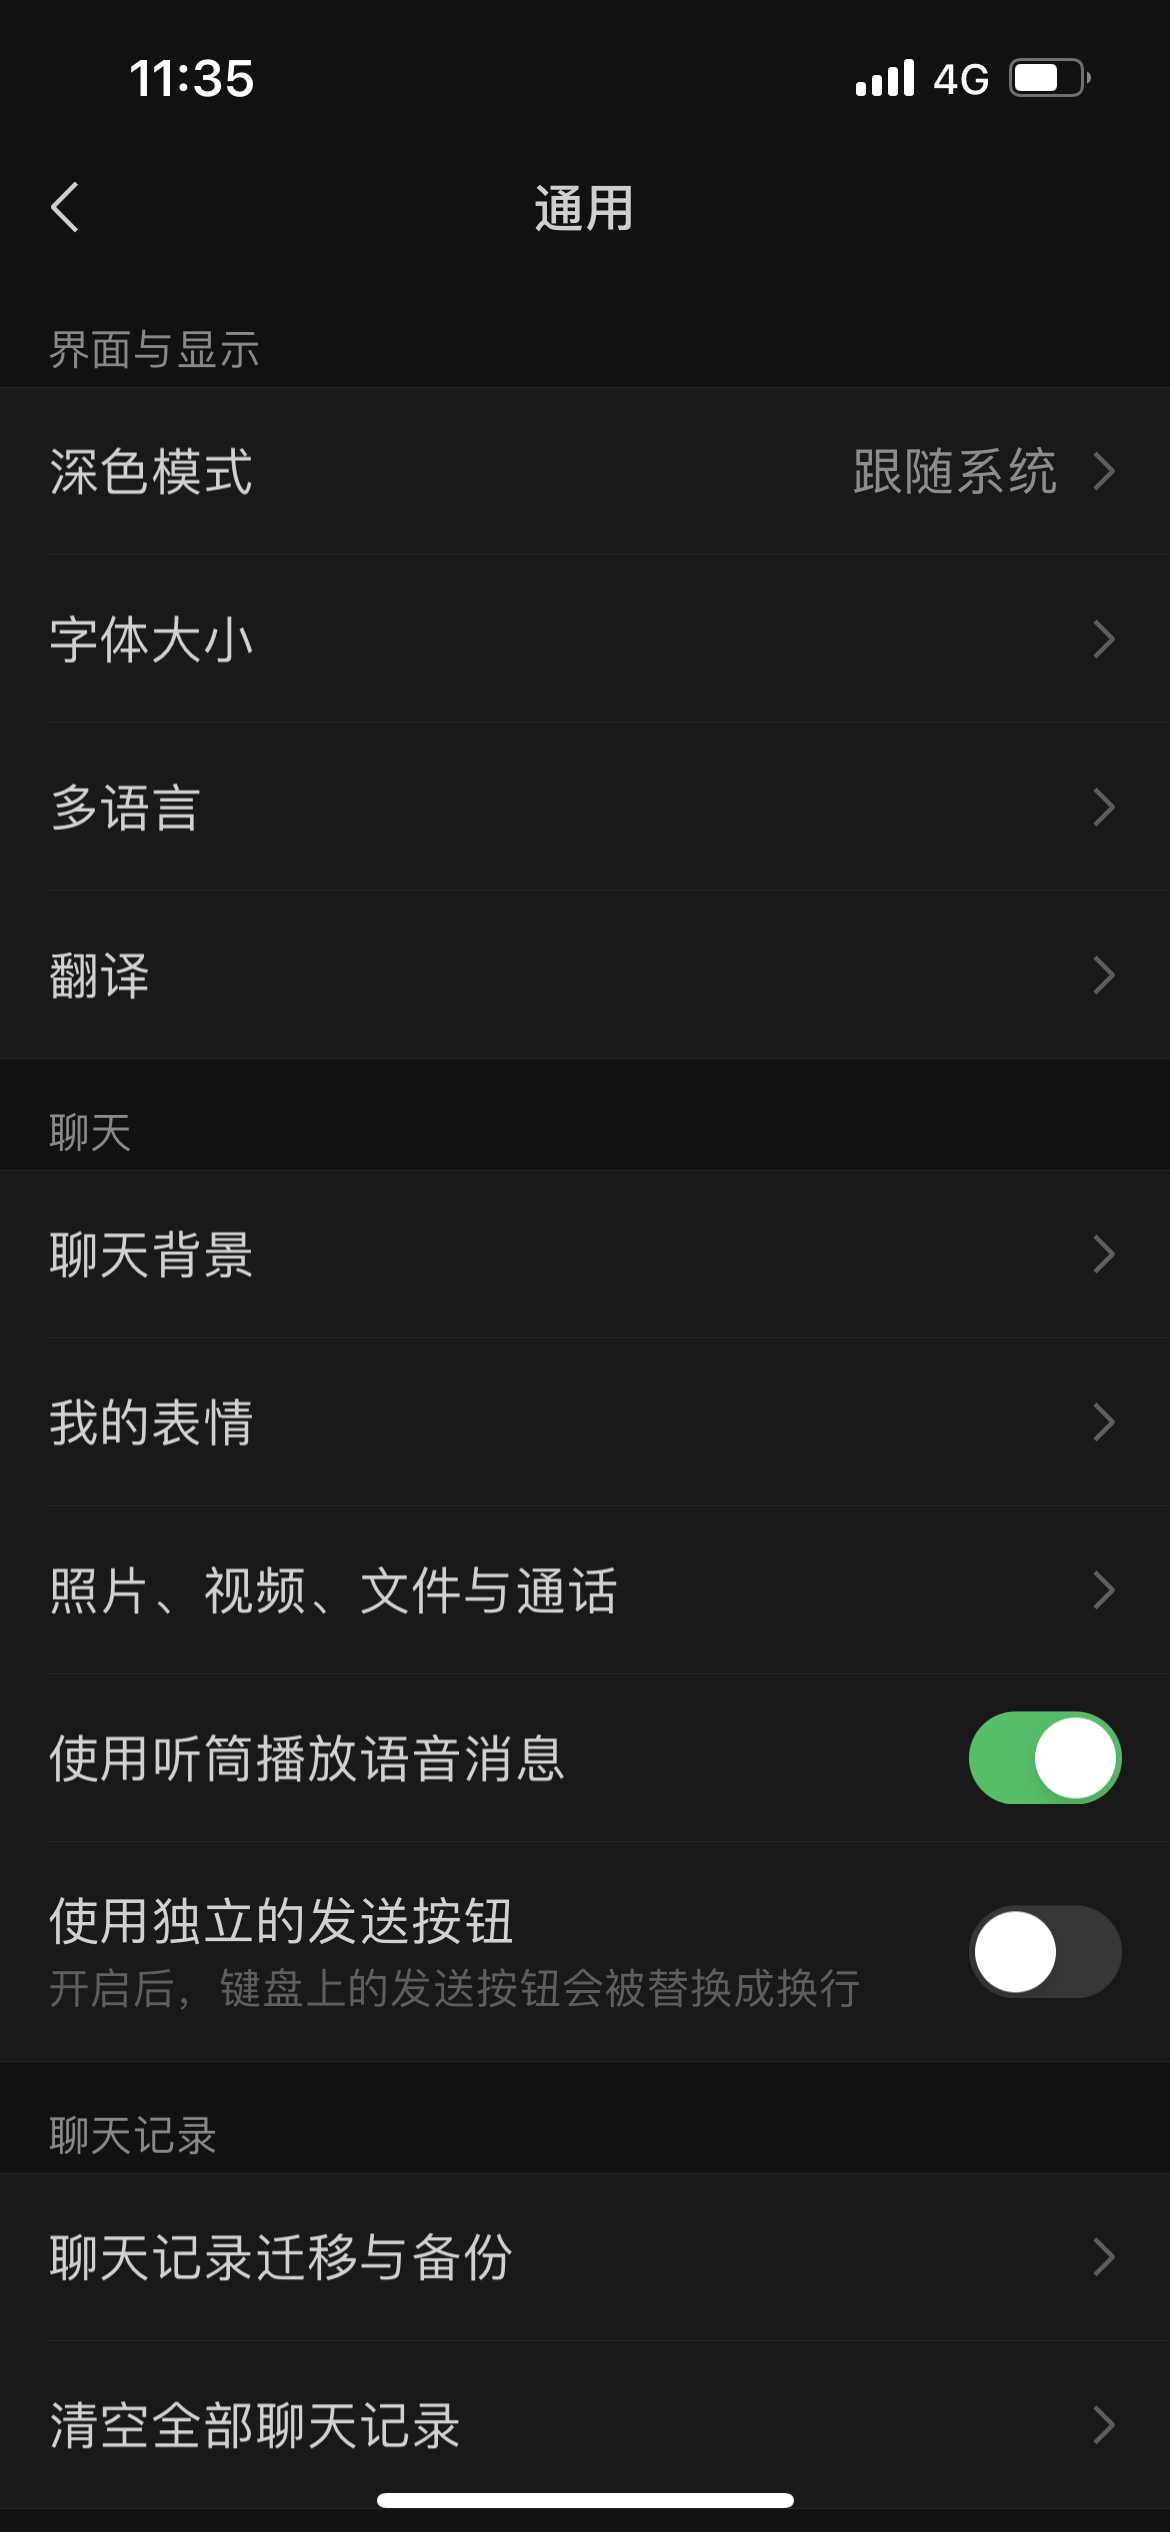 11:35 4G
通用
界面与显示
深色模式 跟随系统
字体大小
多语言
翻译
聊天
聊天背景
我的表情
照片、视频、文件与通话
使用听筒播放语音消息
使用独立的发送按钮
开启后，键盘上的发送按钮会被替换成换行
聊天记录
聊天记录迁移与备份
清空全部聊天记录